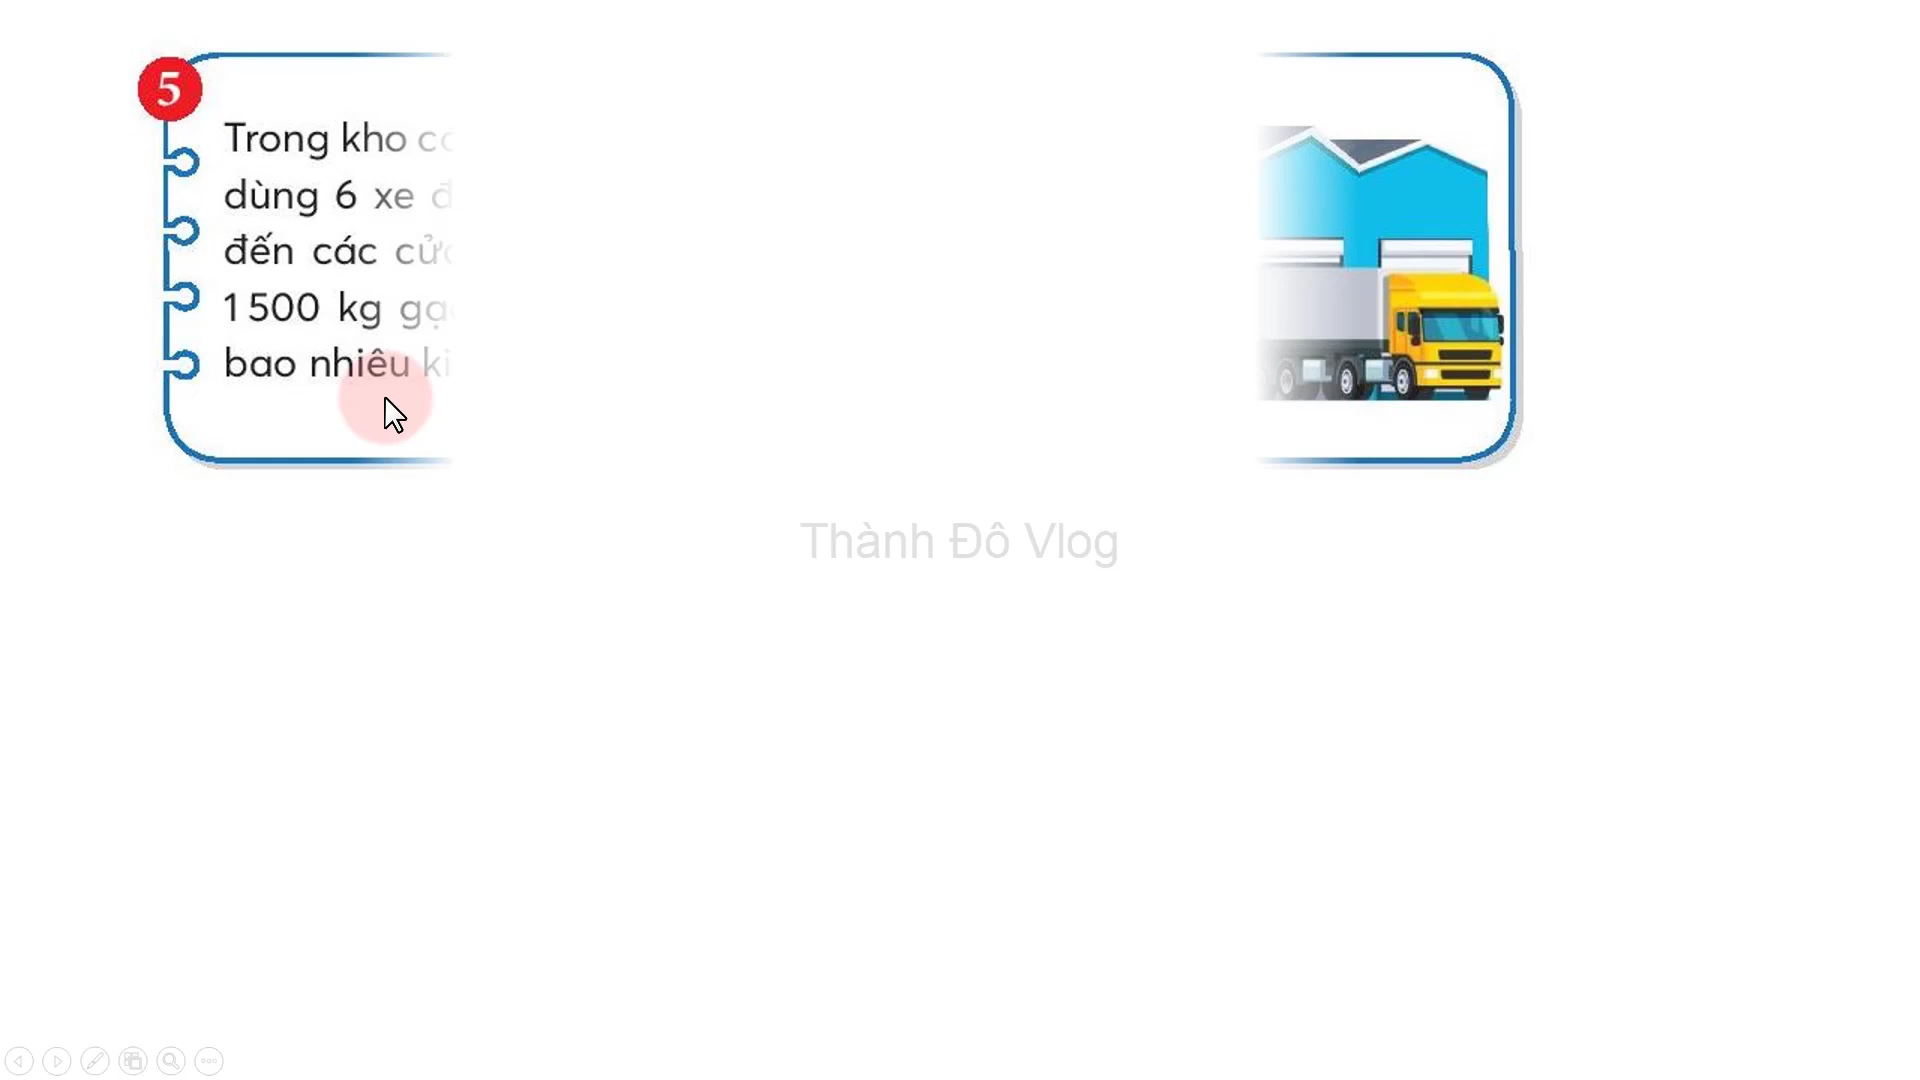 5
Trong kho
dùng 6 xe
đến các
1 500 kg
bao nhiêu
Thành Đô Vlog